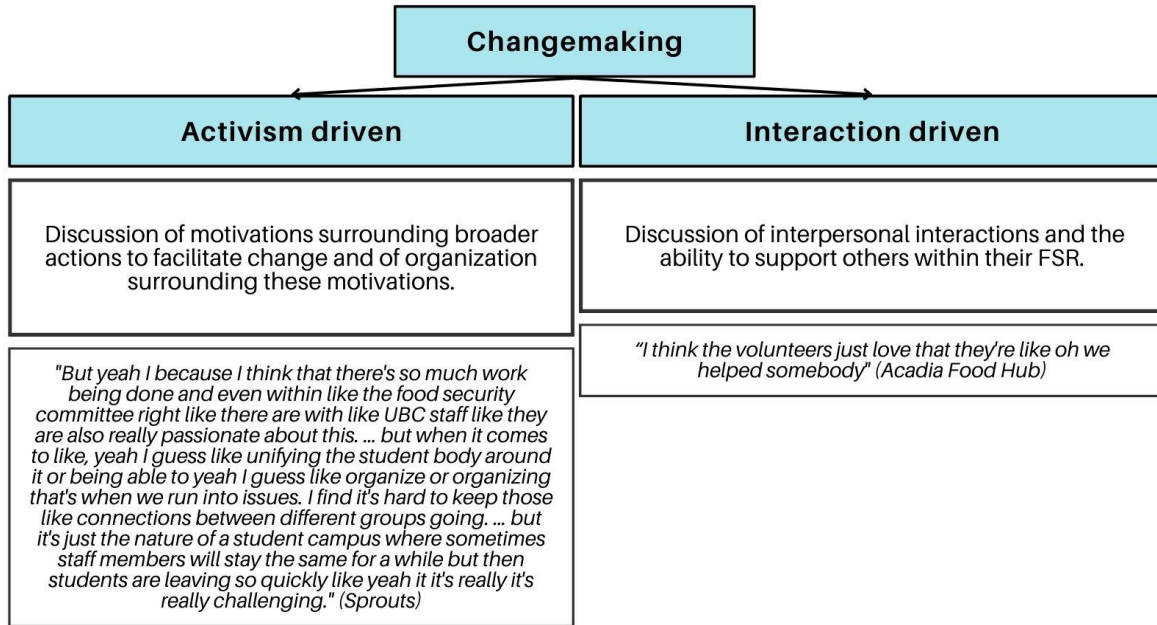 Changemaking
Activism driven
Discussion of motivations surrounding broader
actions to facilitate change and of organization
surrounding these motivations.
"But yeah I because I think that there's so much work
being done and even within like the food security
committee right like there are with like UBC staff like they
are also really passionate about this. ... but when it comes
to like, yeah I guess like unifying the student body around
it or being able to yeah I guess like organize or organizing
that's when we run into issues. I find it's hard to keep those
like connections between different groups going. ... but
it's just the nature of a student campus where sometimes
staff members will stay the same for a while but then
students are leaving so quickly like yeah it it's really it's
really challenging." (Sprouts)
Interaction driven
Discussion of interpersonal interactions and the
ability to support others within their FSR.
“I think the volunteers just love that they're like oh we
helped somebody" (Acadia Food Hub)